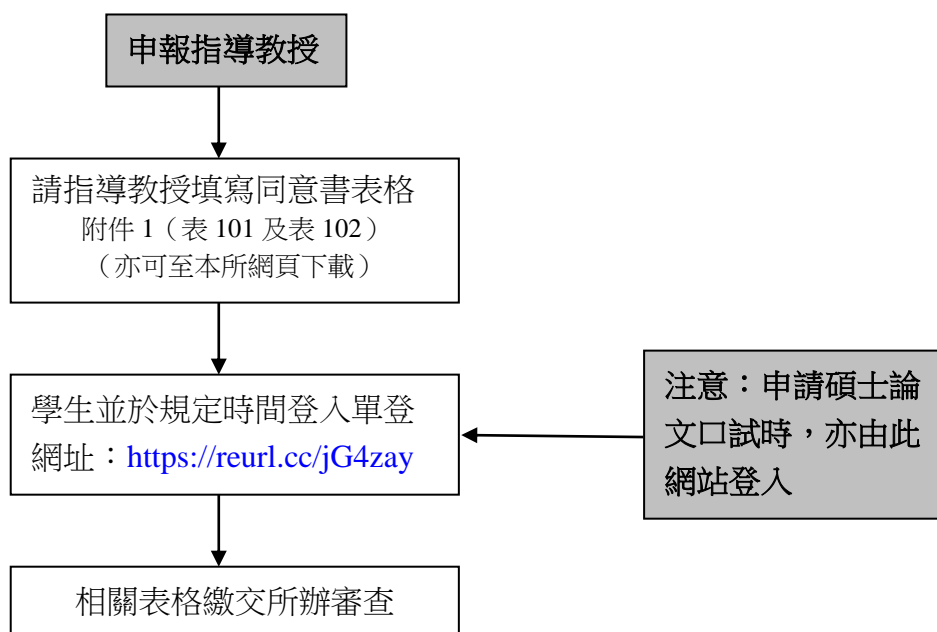 申報指導教授
請指導教授填寫同意書表格
附件 1（表 101 及表 102）
（亦可至本所網頁下載）
學生並於規定時間登入單登
網址：https://reurl.cc/jG4zay
注意：申請碩士論
文口試時，亦由此
網站登入
相關表格繳交所辦審查